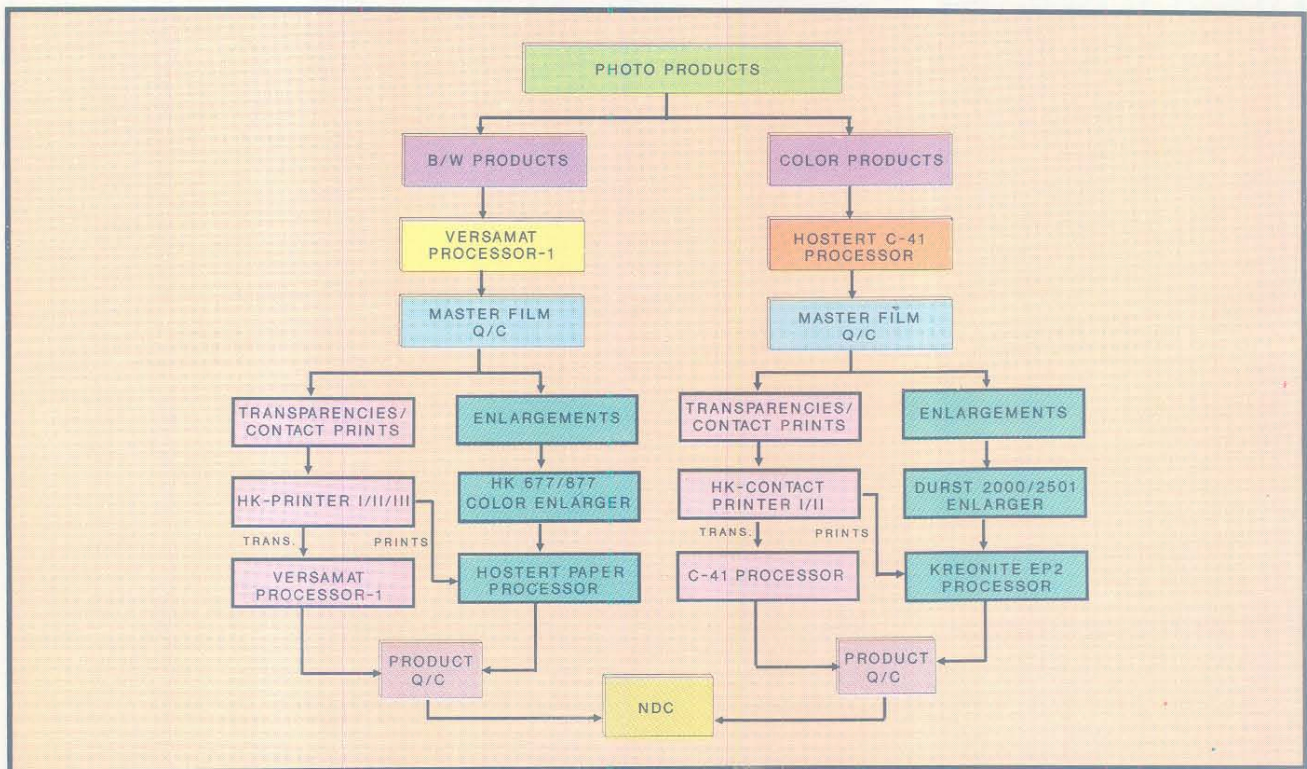 PHOTO PRODUCTS
B/W PRODUCTS
COLOR PRODUCTS
VERSAMAT
PROCESSOR-1
HOSTERT C-41
PROCESSOR
MASTER FILM
Q/C
MASTER FILM
Q/C
TRANSPARENCIES/
CONTACT PRINTS
ENLARGEMENTS
TRANSPARENCIES/
CONTACT PRINTS
ENLARGEMENTS
HK-PRINTER I/II/III
HK 677/877
COLOR ENLARGER
HK-CONTACT
PRINTER I/II
DURST 2000/2501
ENLARGER
TRANS.
PRINTS
TRANS.
PRINTS
VERSAMAT
PROCESSOR-1
HOSTERT PAPER
PROCESSOR
C-41 PROCESSOR
KREONITE EP2
PROCESSOR
PRODUCT
Q/C
PRODUCT
Q/C
NDC